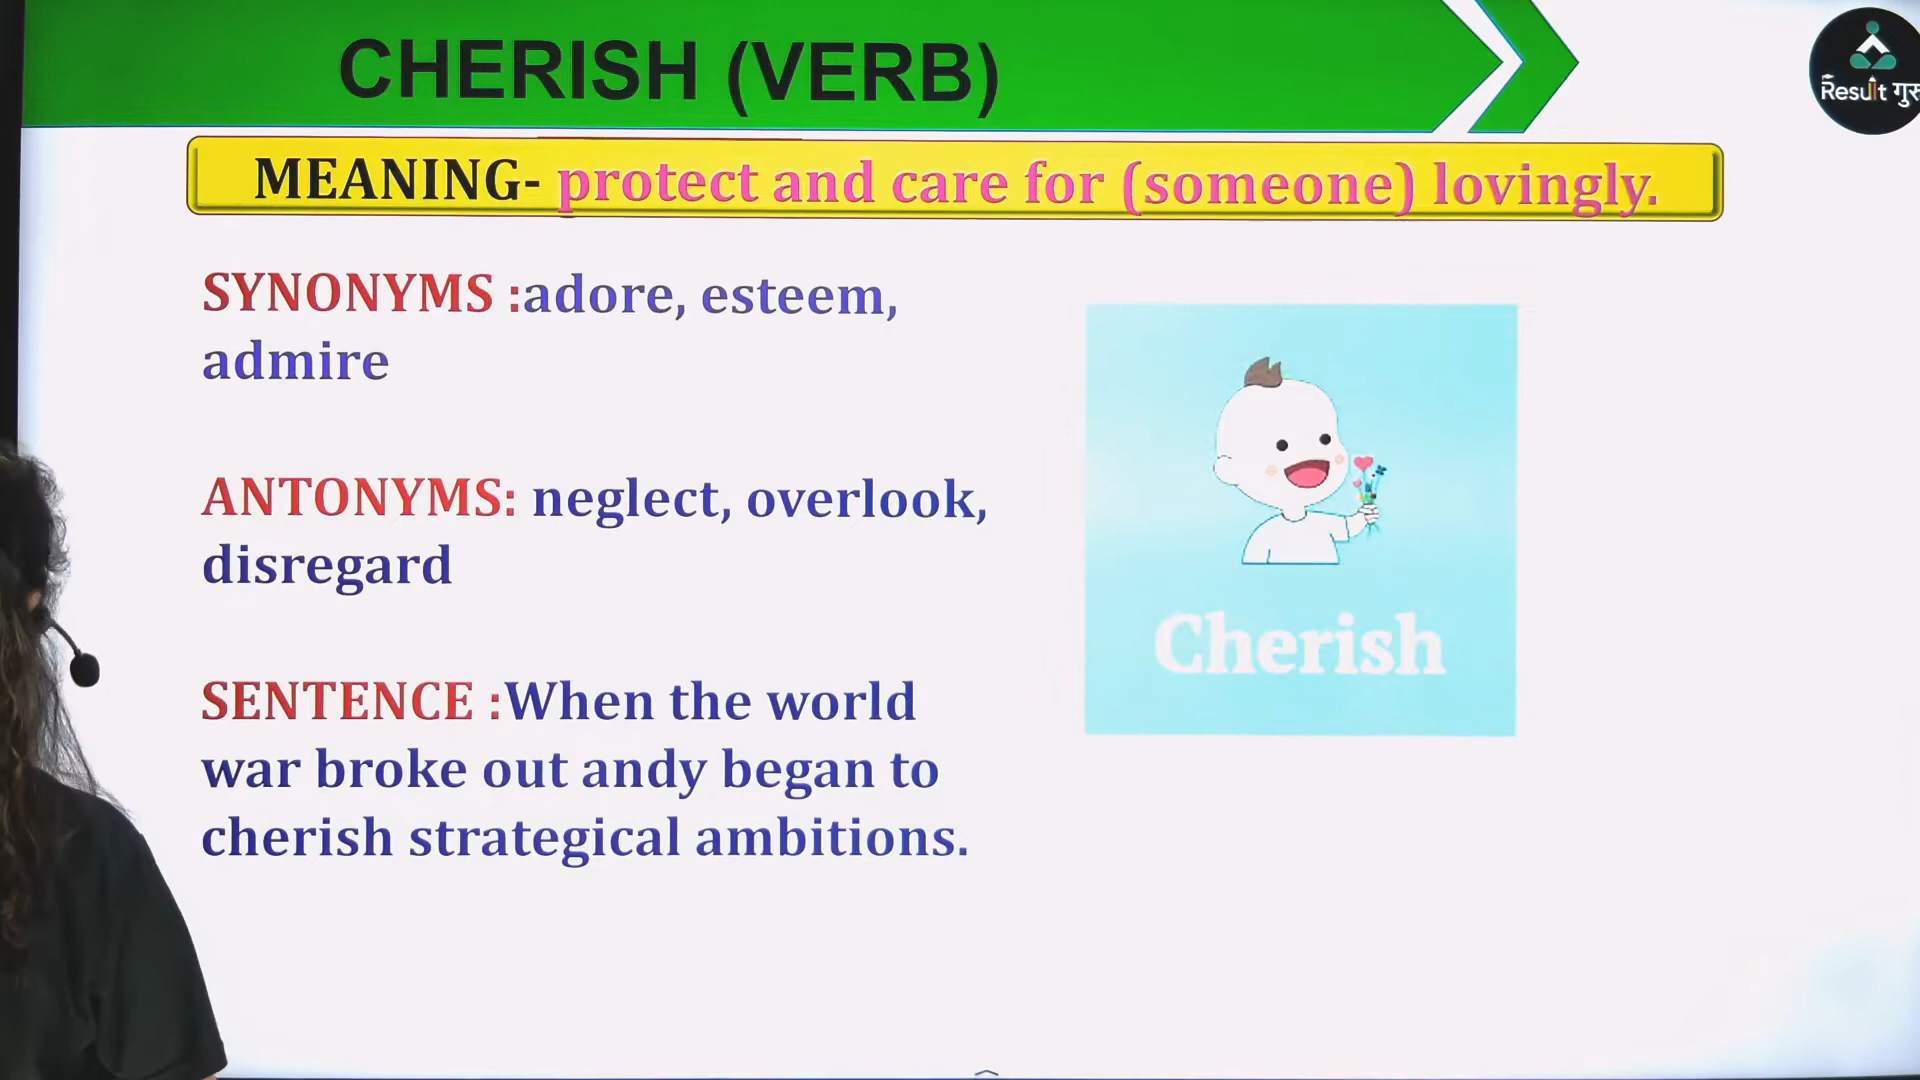 CHERISH (VERB)
Result गुरु
MEANING- protect and care for (someone) lovingly.
SYNONYMS :adore, esteem,
admire
ANTONYMS: neglect, overlook,
disregard
SENTENCE :When the world
war broke out andy began to
cherish strategical ambitions.
Cherish